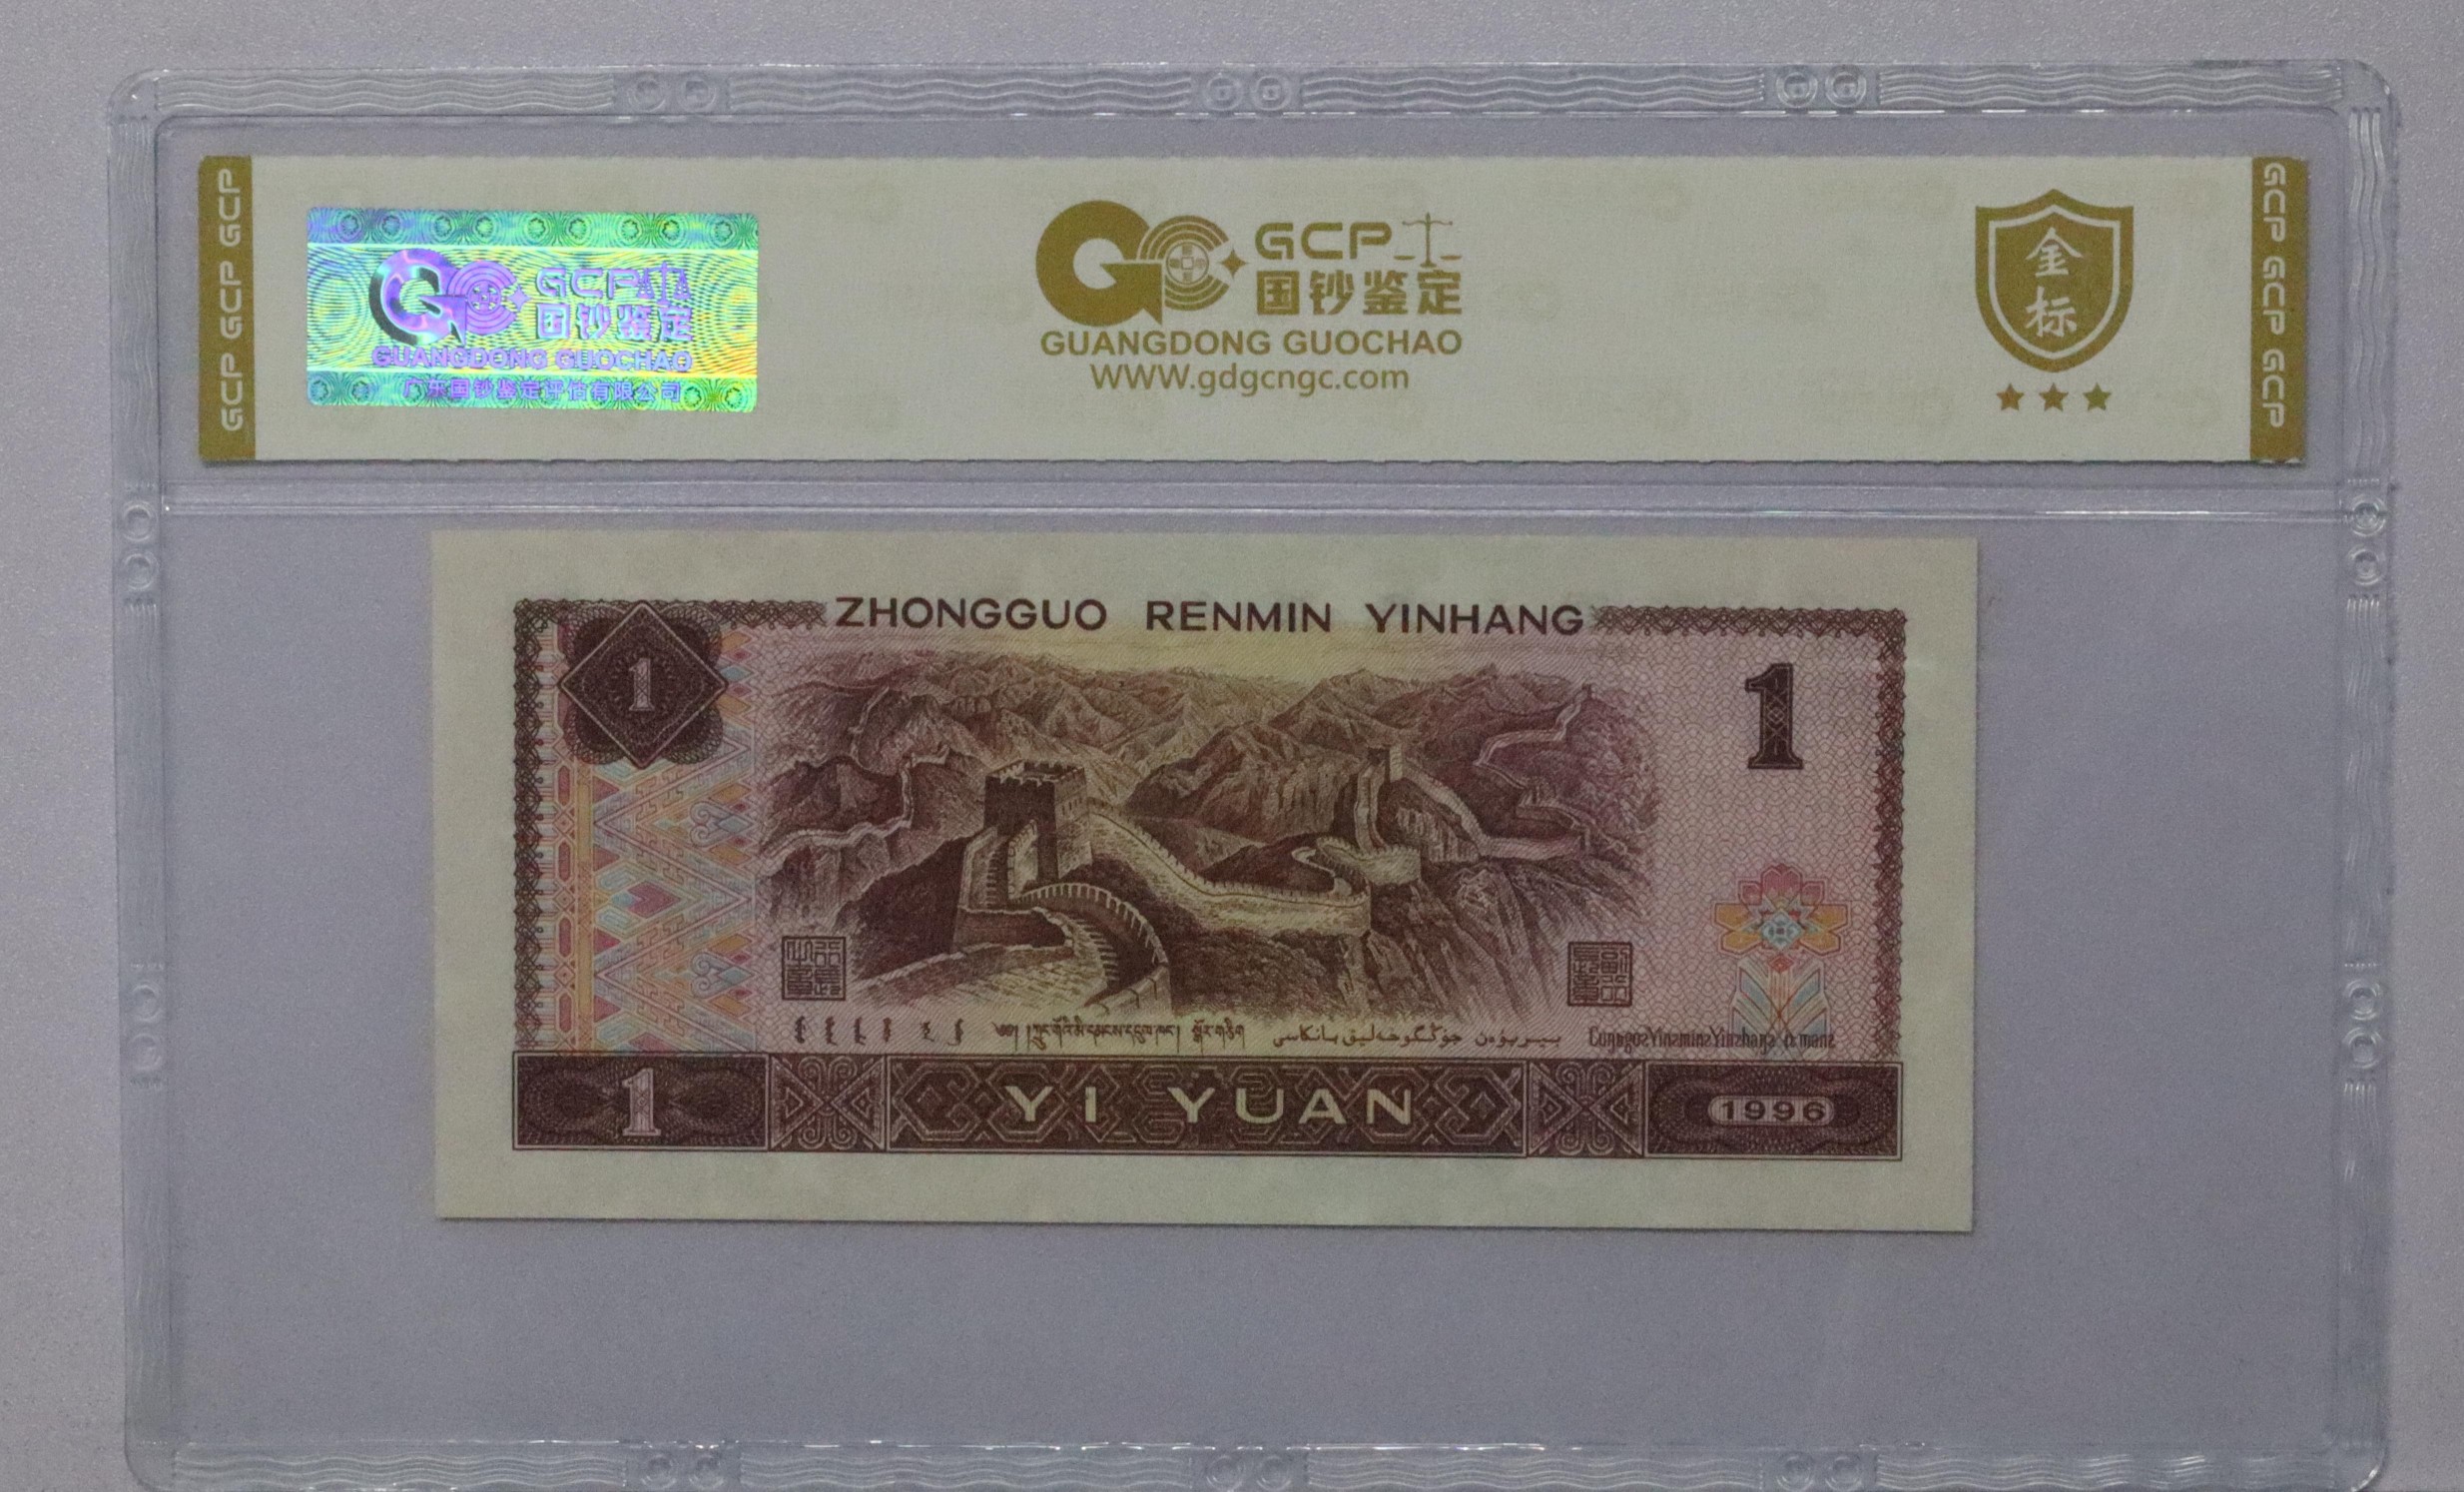 GCP GCP GCP
GCP
国钞鉴定
GUANGDONG GUOCHAO
广东国钞鉴定评估有限公司
GCP
国钞鉴定
GUANGDONG GUOCHAO
www.gdgcngc.com
金
标
GCP GCP GCP
ZHONGGUO RENMIN YINHANG
1
1
1
YI YUAN
1996